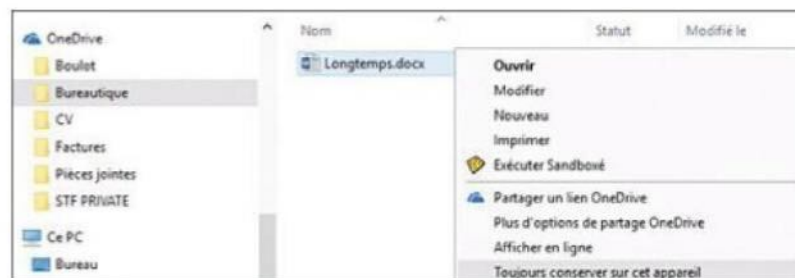 OneDrive
Boulot
Bureautique
CV
Factures
Pièces jointes
STF PRIVATE
Ce PC
Bureau
Nom Statut Modifié le
Longtemps.docx
Ouvrir
Modifier
Nouveau
Imprimer
Exécuter Sandboxé
Partager un lien OneDrive
Plus d'options de partage OneDrive
Afficher en ligne
Toujours conserver sur cet appareil